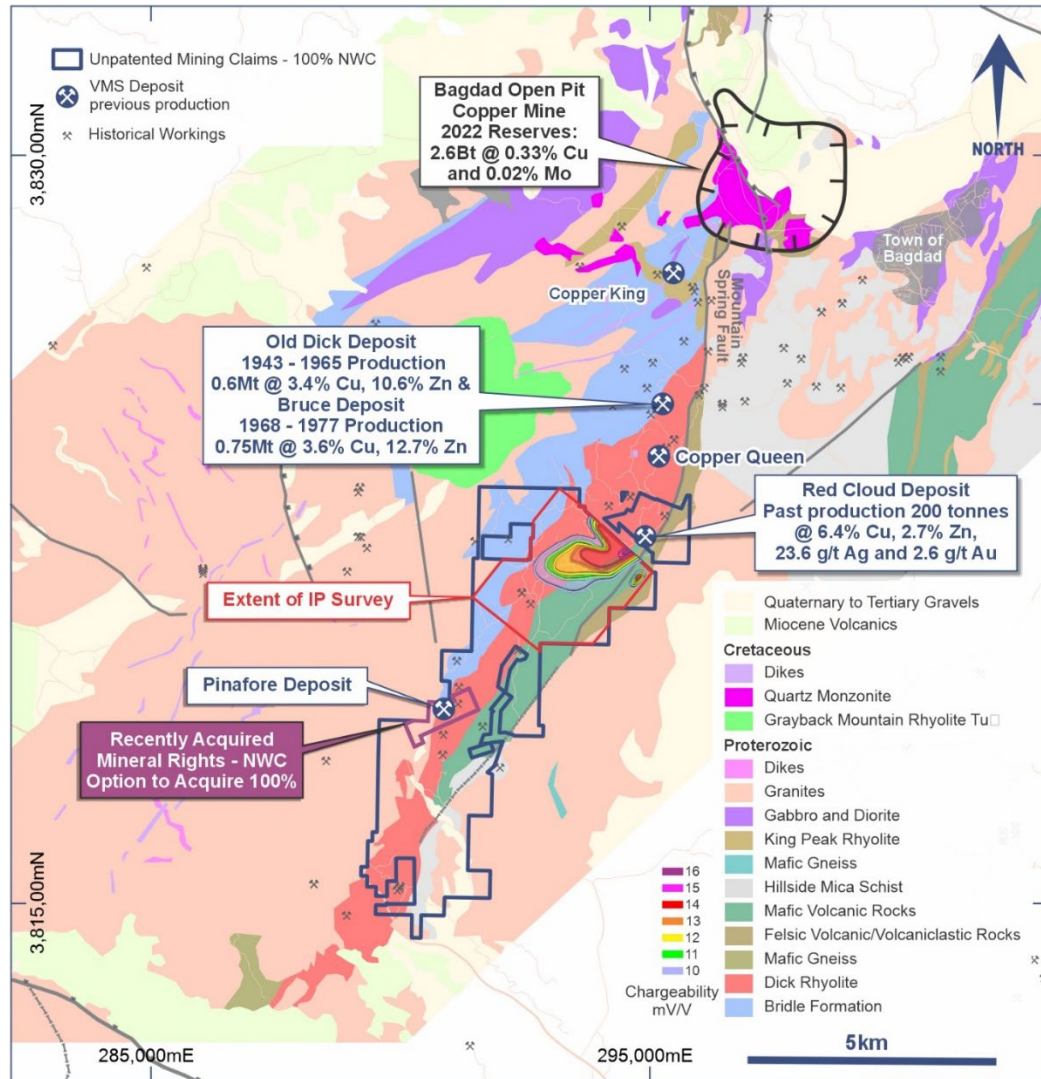 Unpatented Mining Claims - 100% NWC
VMS Deposit
previous production
Historical Workings
Bagdad Open Pit
Copper Mine
2022 Reserves:
2.6Bt @ 0.33% Cu
and 0.02% Mo
NORTH
3,830,000mN
Town of
Bagdad
Copper King
Mountain
Spring Fault
Old Dick Deposit
1943 - 1965 Production
0.6Mt @ 3.4% Cu, 10.6% Zn &
Bruce Deposit
1968 - 1977 Production
0.75Mt @ 3.6% Cu, 12.7% Zn
Copper Queen
Red Cloud Deposit
Past production 200 tonnes
@ 6.4% Cu, 2.7% Zn,
23.6 g/t Ag and 2.6 g/t Au
Extent of IP Survey
Pinafore Deposit
Recently Acquired
Mineral Rights - NWC
Option to Acquire 100%
Quaternary to Tertiary Gravels
Miocene Volcanics
Cretaceous
Dikes
Quartz Monzonite
Grayback Mountain Rhyolite Tu□
Proterozoic
Dikes
Granites
Gabbro and Diorite
King Peak Rhyolite
Mafic Gneiss
Hillside Mica Schist
Mafic Volcanic Rocks
Felsic Volcanic/Volcaniclastic Rocks
Mafic Gneiss
Dick Rhyolite
Bridle Formation
16
15
14
13
12
11
10
Chargeability
mV/V
3,815,000mN
285,000mE
295,000mE
5km